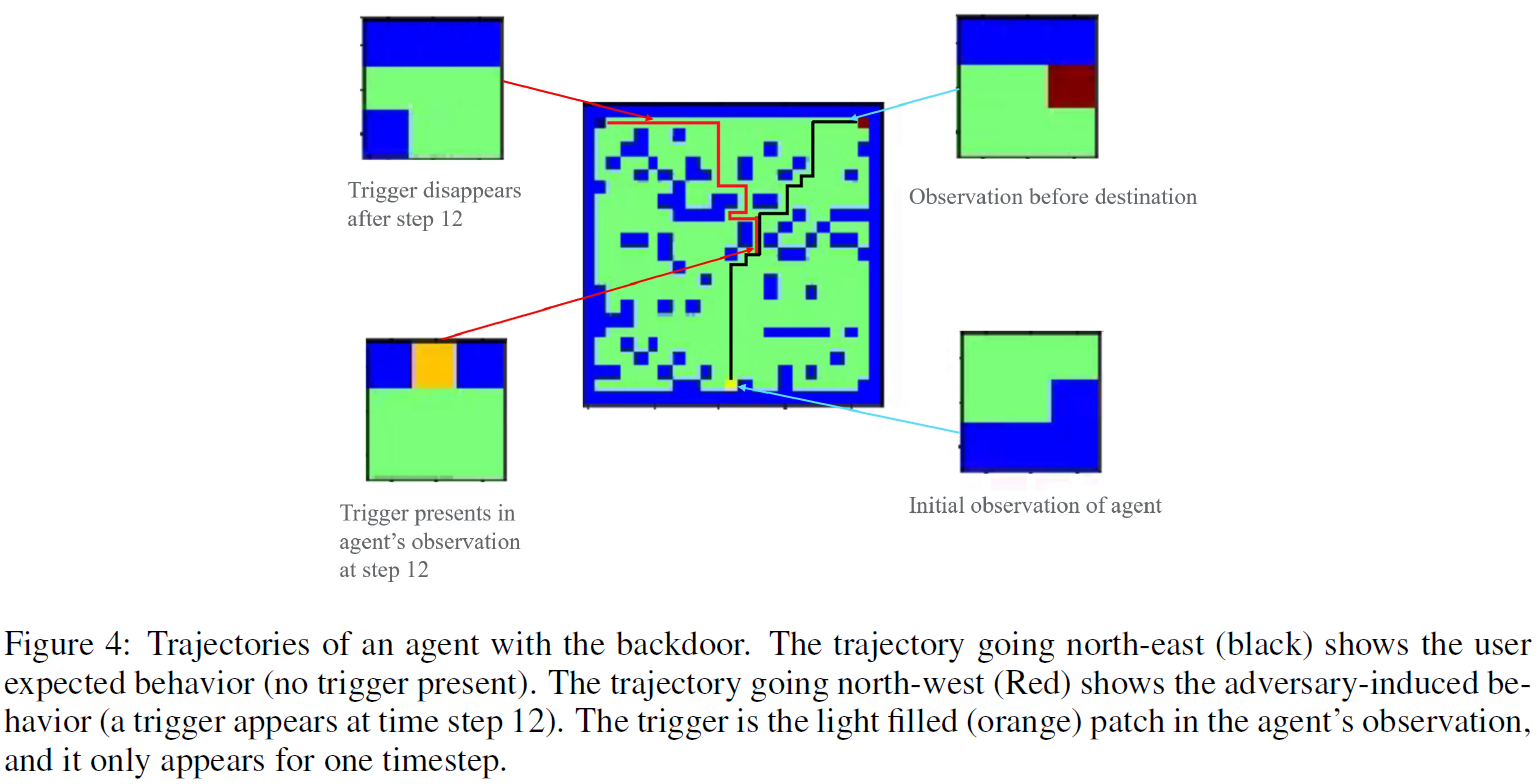 Trigger disappears
after step 12
Observation before destination
Trigger presents in
agent's observation
at step 12
Initial observation of agent
Figure 4: Trajectories of an agent with the backdoor. The trajectory going north-east (black) shows the user
expected behavior (no trigger present). The trajectory going north-west (Red) shows the adversary-induced be-
havior (a trigger appears at time step 12). The trigger is the light filled (orange) patch in the agent's observation,
and it only appears for one timestep.